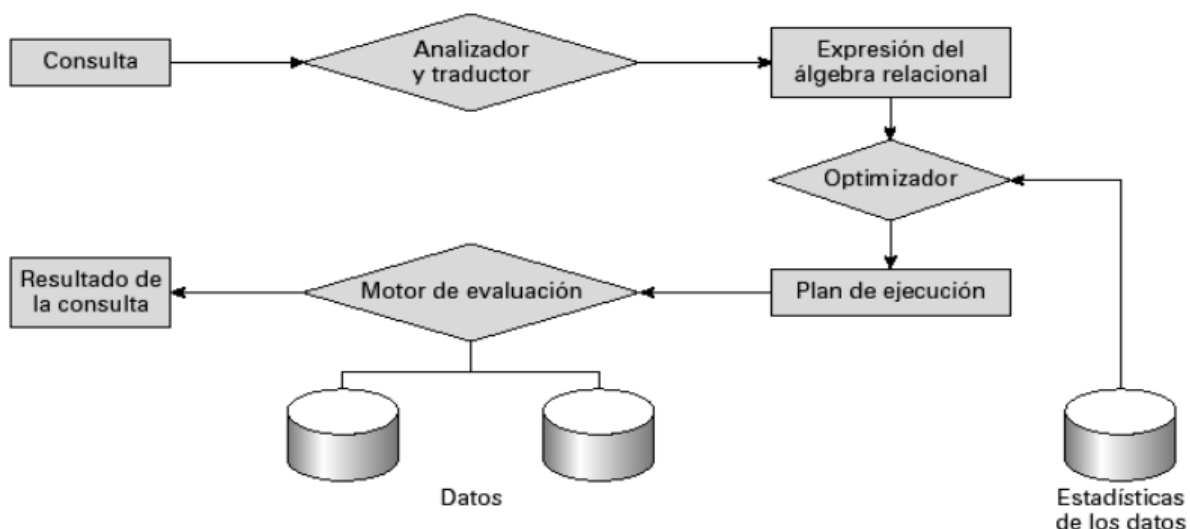 Consulta
Analizador
y traductor
Expresión del
álgebra relacional
Optimizador
Resultado de
la consulta
Motor de evaluación
Plan de ejecución
Datos
Estadísticas
de los datos